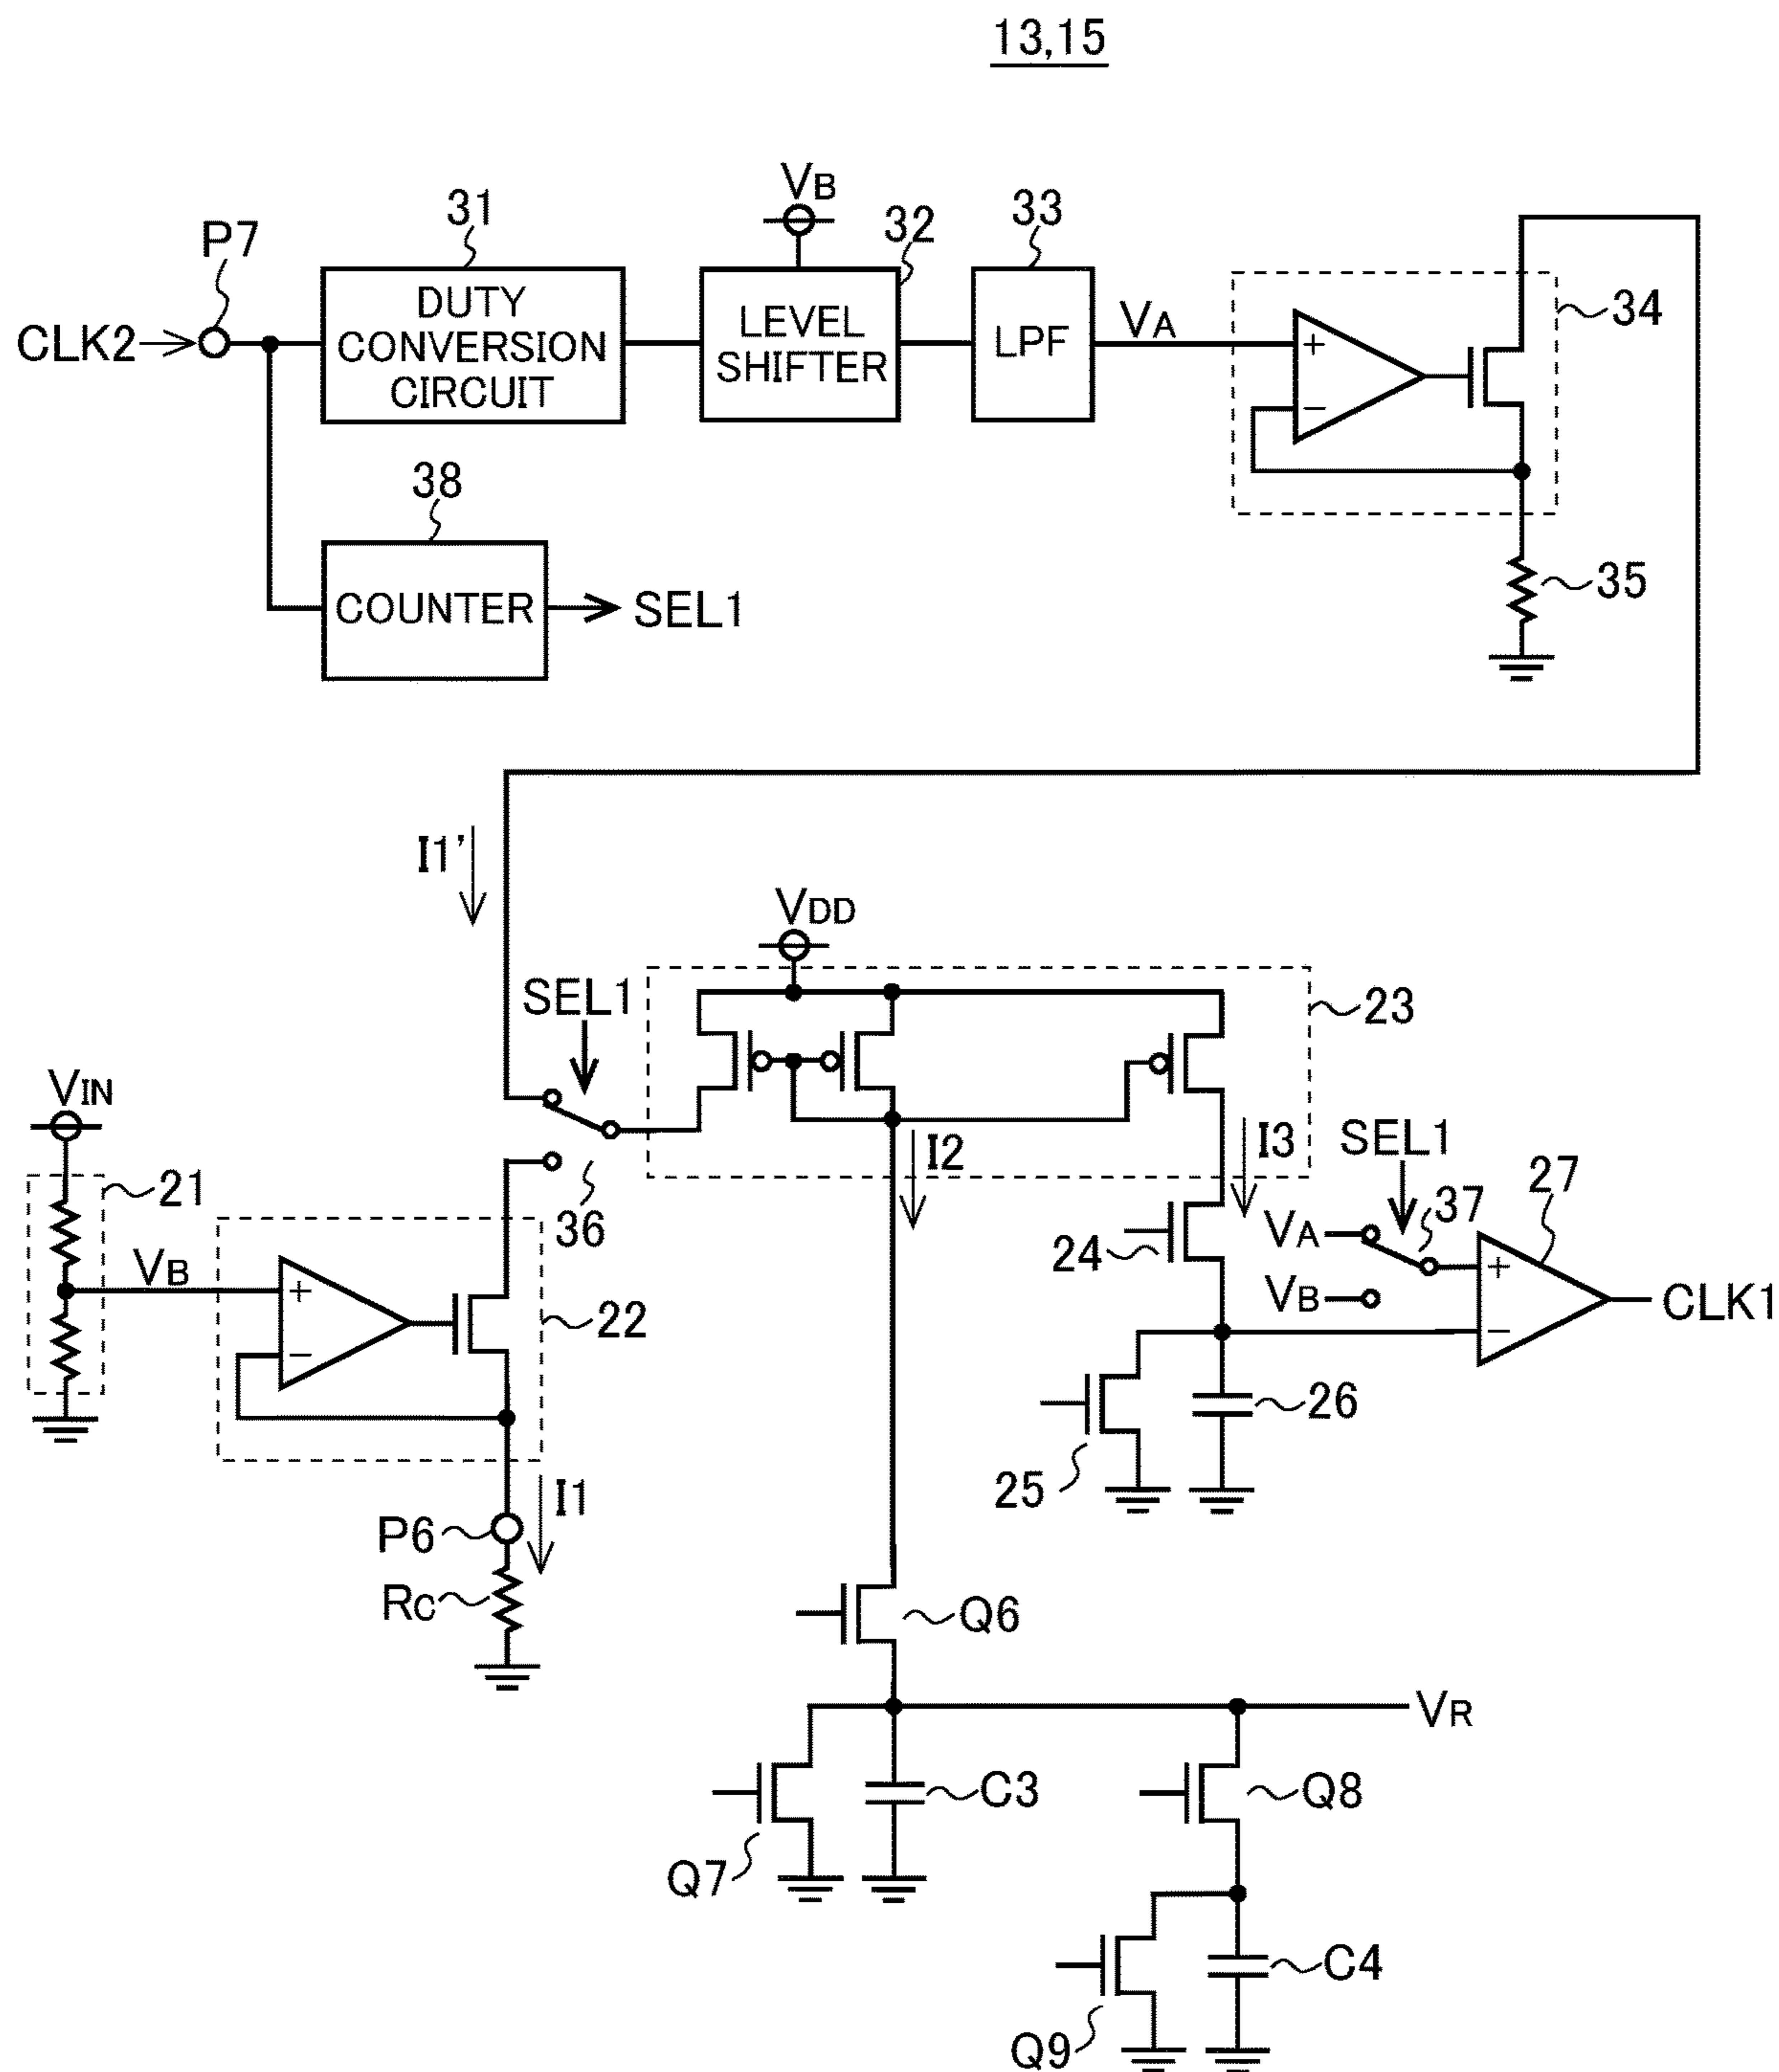 13,15
31
VB
32
33
P7
34
CLK2
DUTY
CONVERSION
CIRCUIT
LEVEL
SHIFTER
LPF
VA
+
−
38
35
COUNTER
SEL1
I1'
VDD
SEL1
23
VIN
21
I2
I3
SEL1
27
36
37
VB
24
VA
+
22
VB
CLK1
+
−
−
26
25
I1
P6
RC
Q6
VR
C3
Q8
Q7
C4
Q9